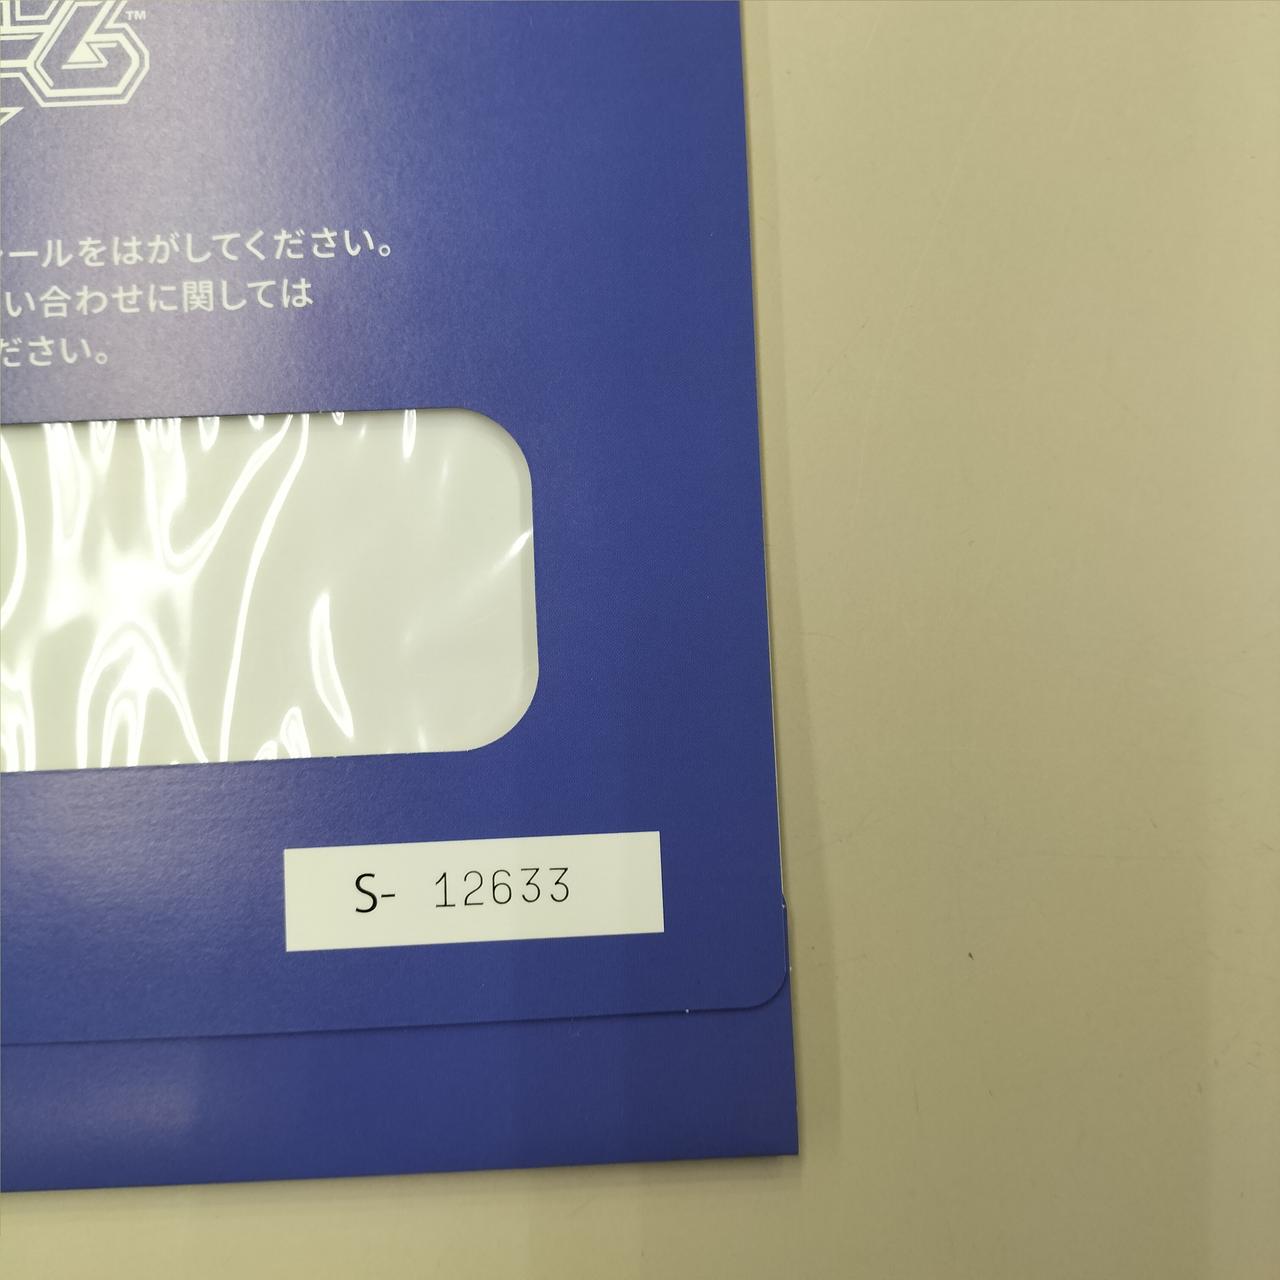 TM
ールをはがしてください。
い合わせに関しては
ださい。
S- 12633